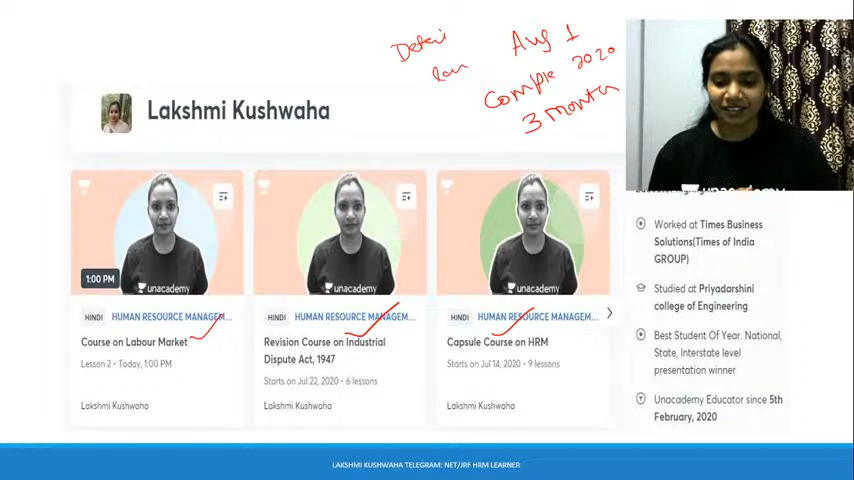 Aug 1
2020
3 month
Lakshmi Kushwaha
unacademy
1:00 PM
unacademy
unacademy
unacademy
HINDI HUMAN RESOURCE MANAGEM...
Course on Labour Market
Lesson 2 • Today, 1:00 PM
Lakshmi Kushwaha
HINDI HUMAN RESOURCE MANAGEM...
Revision Course on Industrial
Dispute Act, 1947
Starts on Jul 22, 2020 • 6 lessons
Lakshmi Kushwaha
HINDI HUMAN RESOURCE MANAGEM...
Capsule Course on HRM
Starts on Jul 14, 2020 • 9 lessons
Lakshmi Kushwaha
Worked at Times Business
Solutions(Times of India
GROUP)
Studied at Priyadarshini
college of Engineering
Best Student Of Year. National,
State, Interstate level
presentation winner
Unacademy Educator since 5th
February, 2020
LAKSHMI KUSHWAHA TELEGRAM: NET/JRF HRM LEARNER